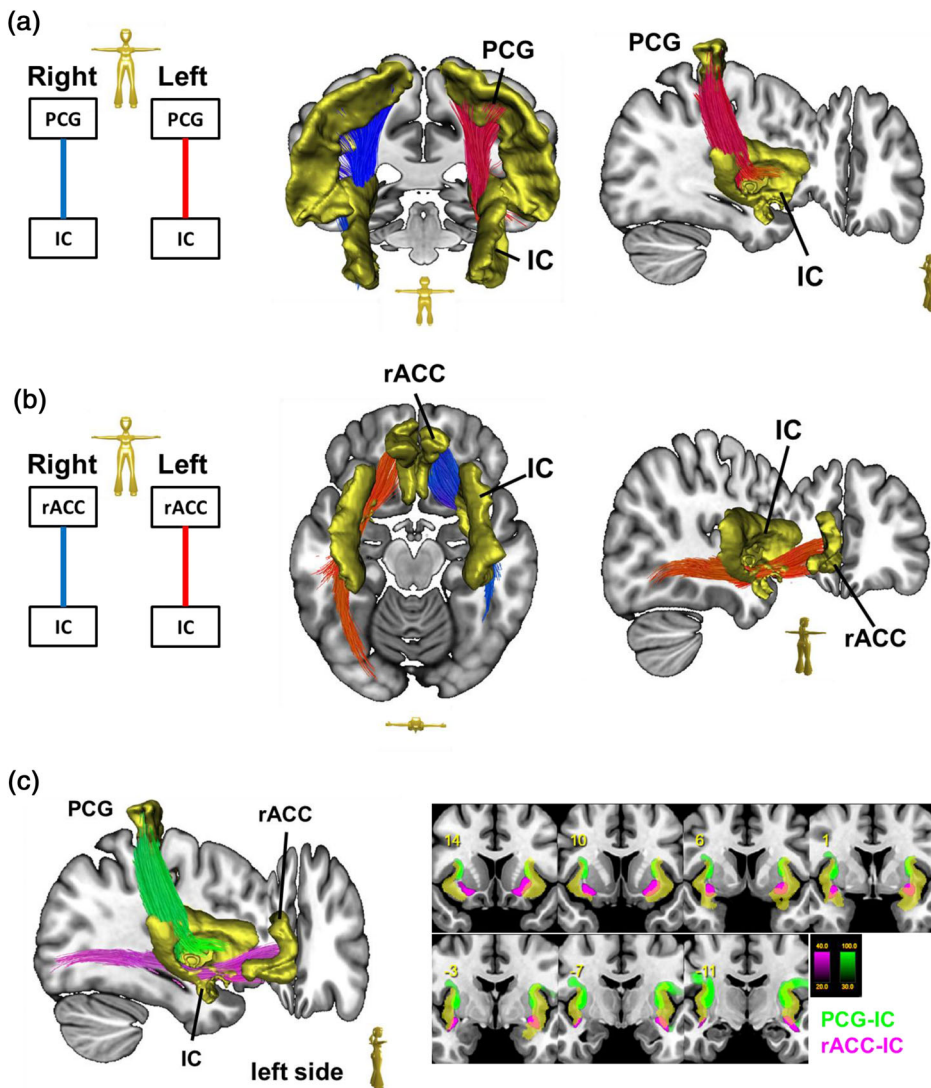 (a)
Right Left
PCG PCG
IC IC
PCG
IC
PCG
IC
(b)
Right Left
rACC rACC
IC IC
rACC
IC
IC
rACC
(c)
PCG
rACC
IC
left side
14 10 6 1
-3 -7 -11
40.0 100.0
20.0 30.0
PCG-IC
rACC-IC